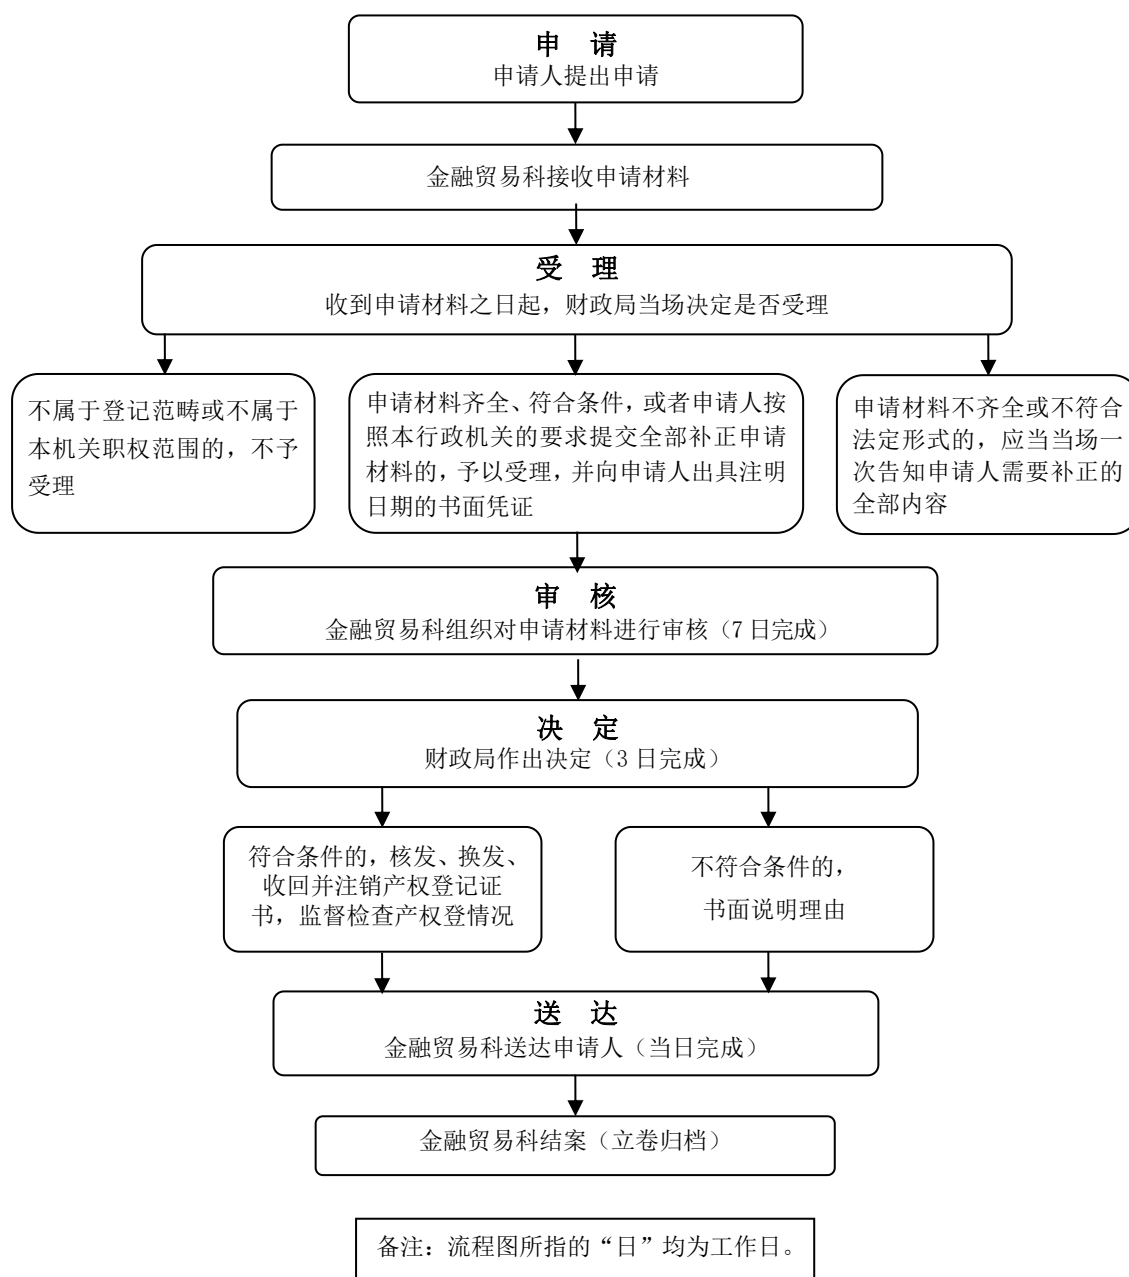 申 请
申请人提出申请
金融贸易科接收申请材料
受 理
收到申请材料之日起，财政局当场决定是否受理
不属于登记范畴或不属于
本机关职权范围的，不予
受理
申请材料齐全、符合条件，或者申请人按
照本行政机关的要求提交全部补正申请
材料的，予以受理，并向申请人出具注明
日期的书面凭证
申请材料不齐全或不符合
法定形式的，应当当场一
次告知申请人需要补正的
全部内容
审 核
金融贸易科组织对申请材料进行审核（7 日完成）
决 定
财政局作出决定（3 日完成）
符合条件的，核发、换发、
收回并注销产权登记证
书，监督检查产权登情况
不符合条件的，
书面说明理由
送 达
金融贸易科送达申请人（当日完成）
金融贸易科结案（立卷归档）
备注：流程图所指的“日”均为工作日。